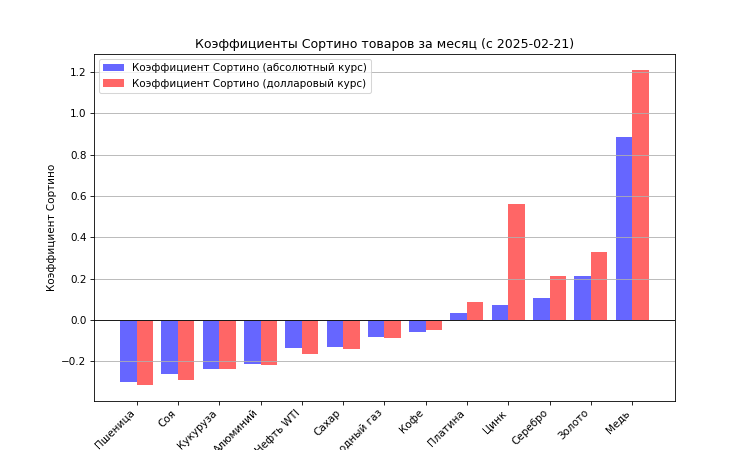 Коэффициенты Сортино товаров за месяц (с 2025-02-21)
Коэффициент Сортино (абсолютный курс)
Коэффициент Сортино (долларовый курс)
Коэффициент Сортино
1.2
1.0
0.8
0.6
0.4
0.2
0.0
−0.2
Пшеница
Соя
Кукуруза
Алюминий
Нефть WTI
Сахар
одный газ
Кофе
Платина
Цинк
Серебро
Золото
Медь